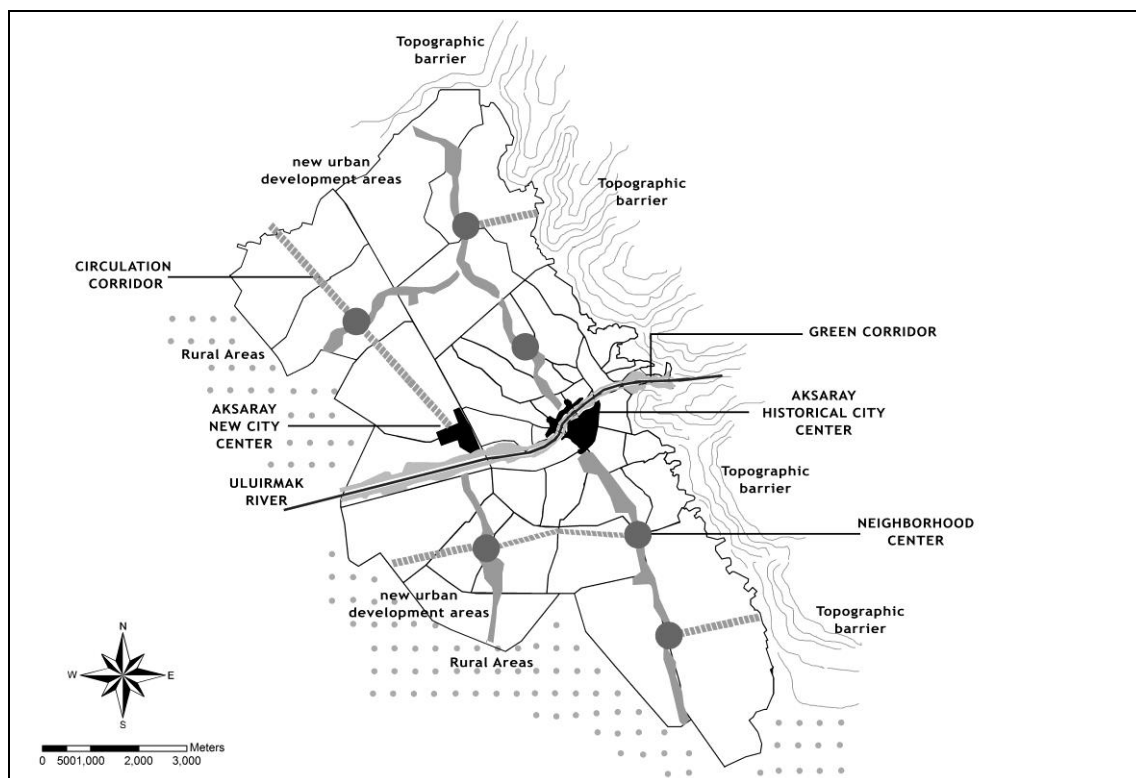 Topographic
barrier
new urban
development areas
Topographic
barrier
CIRCULATION
CORRIDOR
GREEN CORRIDOR
Rural Areas
AKSARAY
NEW CITY
CENTER
AKSARAY
HISTORICAL CITY
CENTER
ULUIRMAK
RIVER
Topographic
barrier
NEIGHBORHOOD
CENTER
new urban
development areas
Topographic
barrier
Rural Areas
N
W
E
S
Meters
0 5001,000 2,000 3,000